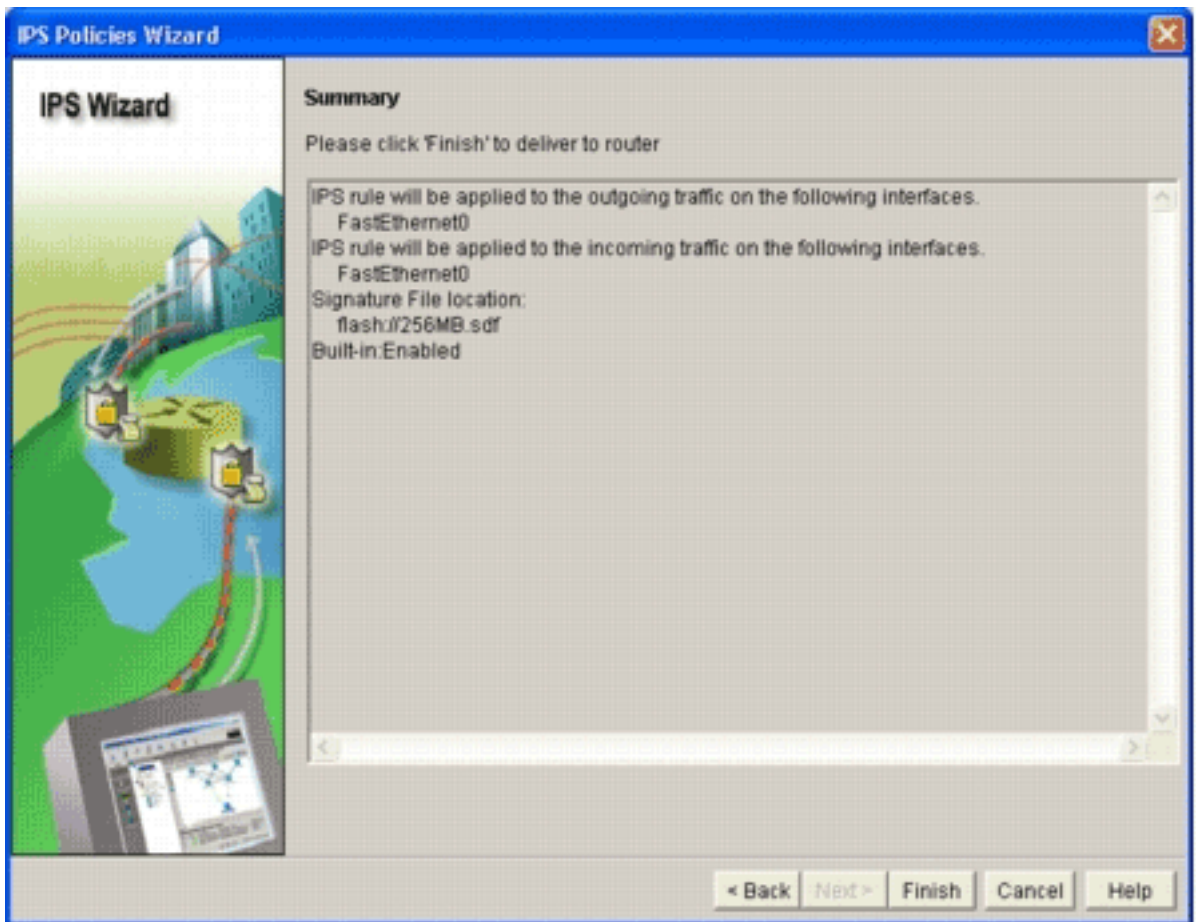 IPS Policies Wizard
IPS Wizard
Summary
Please click 'Finish' to deliver to router
IPS rule will be applied to the outgoing traffic on the following interfaces.
FastEthernet0
IPS rule will be applied to the incoming traffic on the following interfaces.
FastEthernet0
Signature File location:
flash://256MB.sdf
Built-in:Enabled
< Back Next > Finish Cancel Help